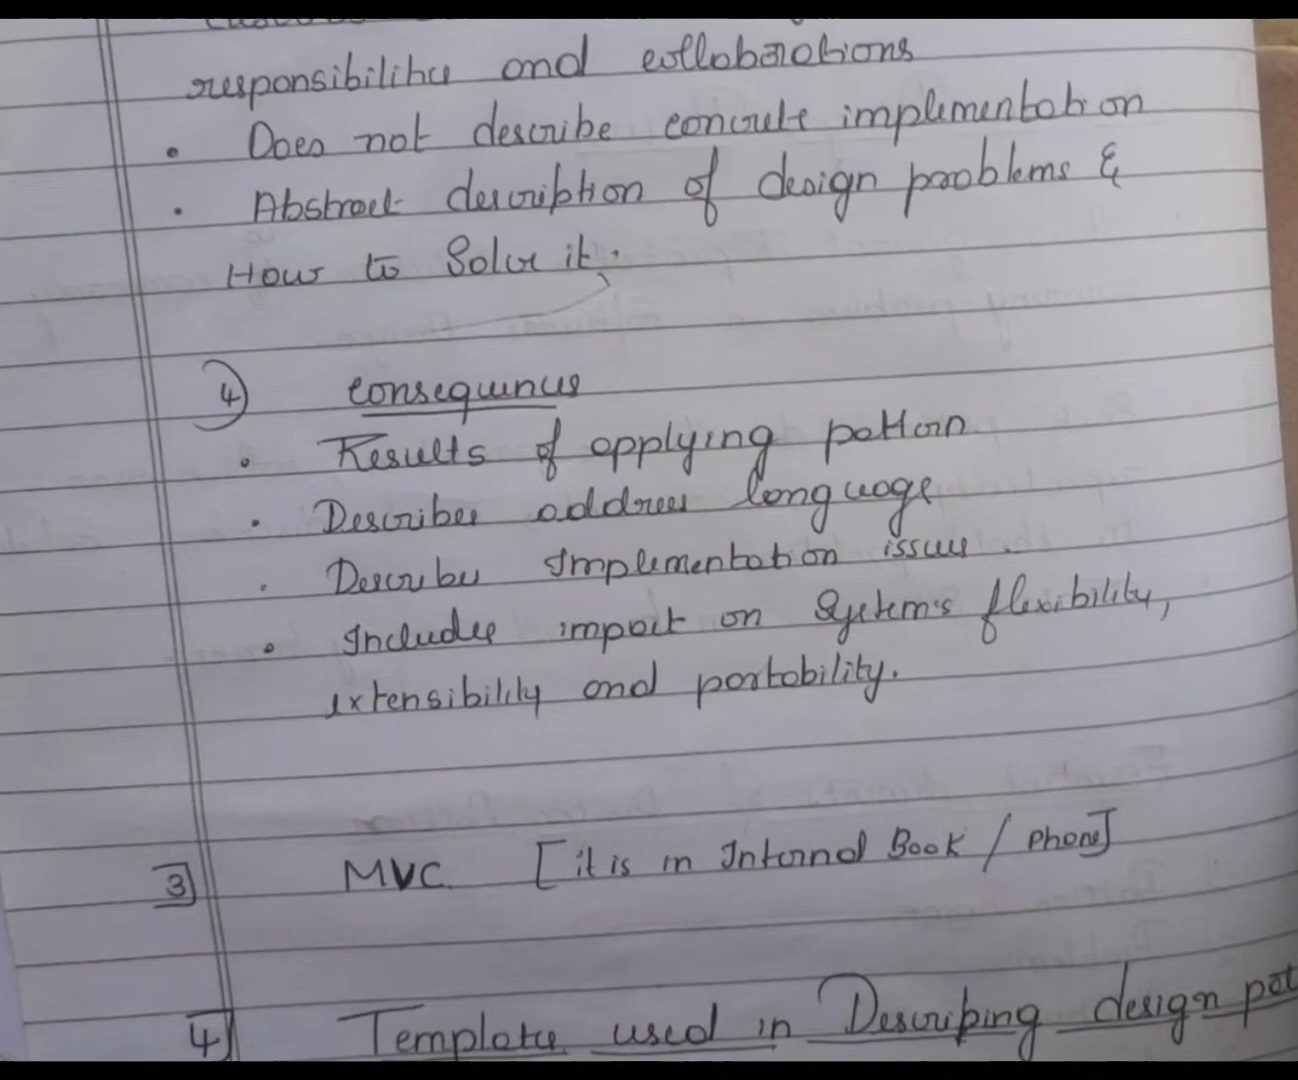 responsibilities and collaborations
• Does not describe concrete implementation
• Abstract description of design problems &
How to Solve it.
4) Consequences
• Results of applying pattern
• Describes address language
• Describes Implementation issues.
• Includes impact on System's flexibility,
extensibility and portability.
3] MVC [it is in Internal Book / Phone]
4] Template used in Describing design pat